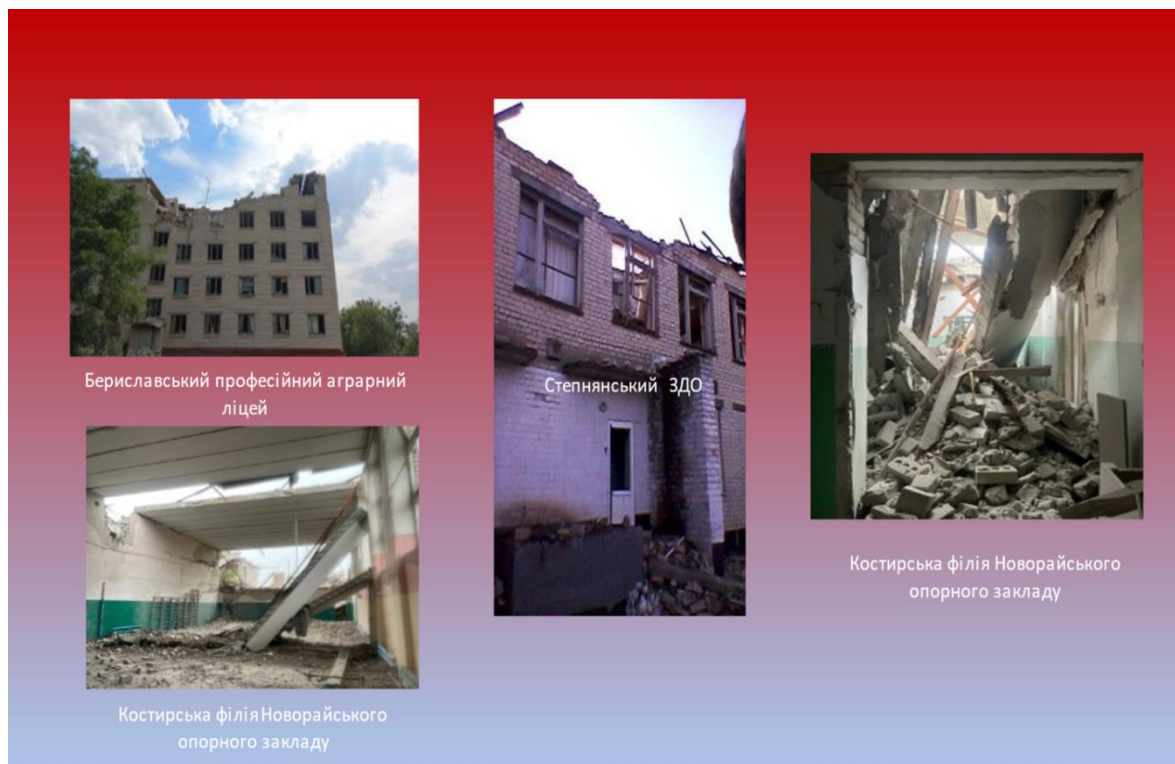 Бериславський професійний аграрний
ліцей
Степнянський ЗДО
Костирська філія Новорайського
опорного закладу
Костирська філія Новорайського
опорного закладу